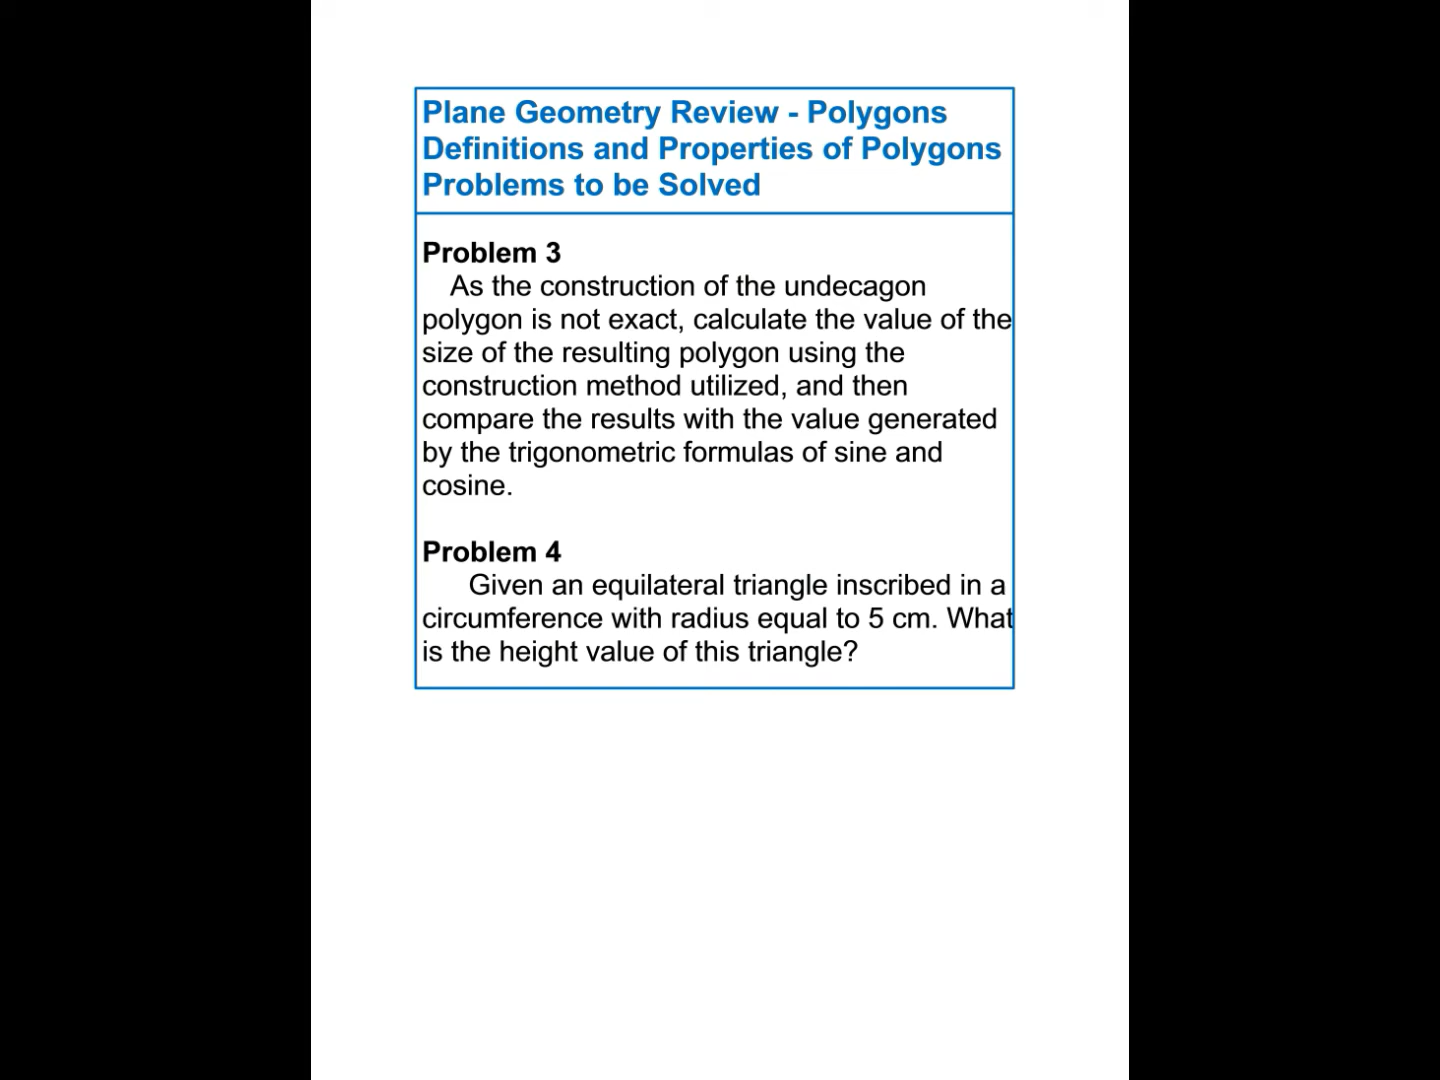 Plane Geometry Review - Polygons
Definitions and Properties of Polygons
Problems to be Solved
Problem 3
As the construction of the undecagon
polygon is not exact, calculate the value of the
size of the resulting polygon using the
construction method utilized, and then
compare the results with the value generated
by the trigonometric formulas of sine and
cosine.
Problem 4
Given an equilateral triangle inscribed in a
circumference with radius equal to 5 cm. What
is the height value of this triangle?